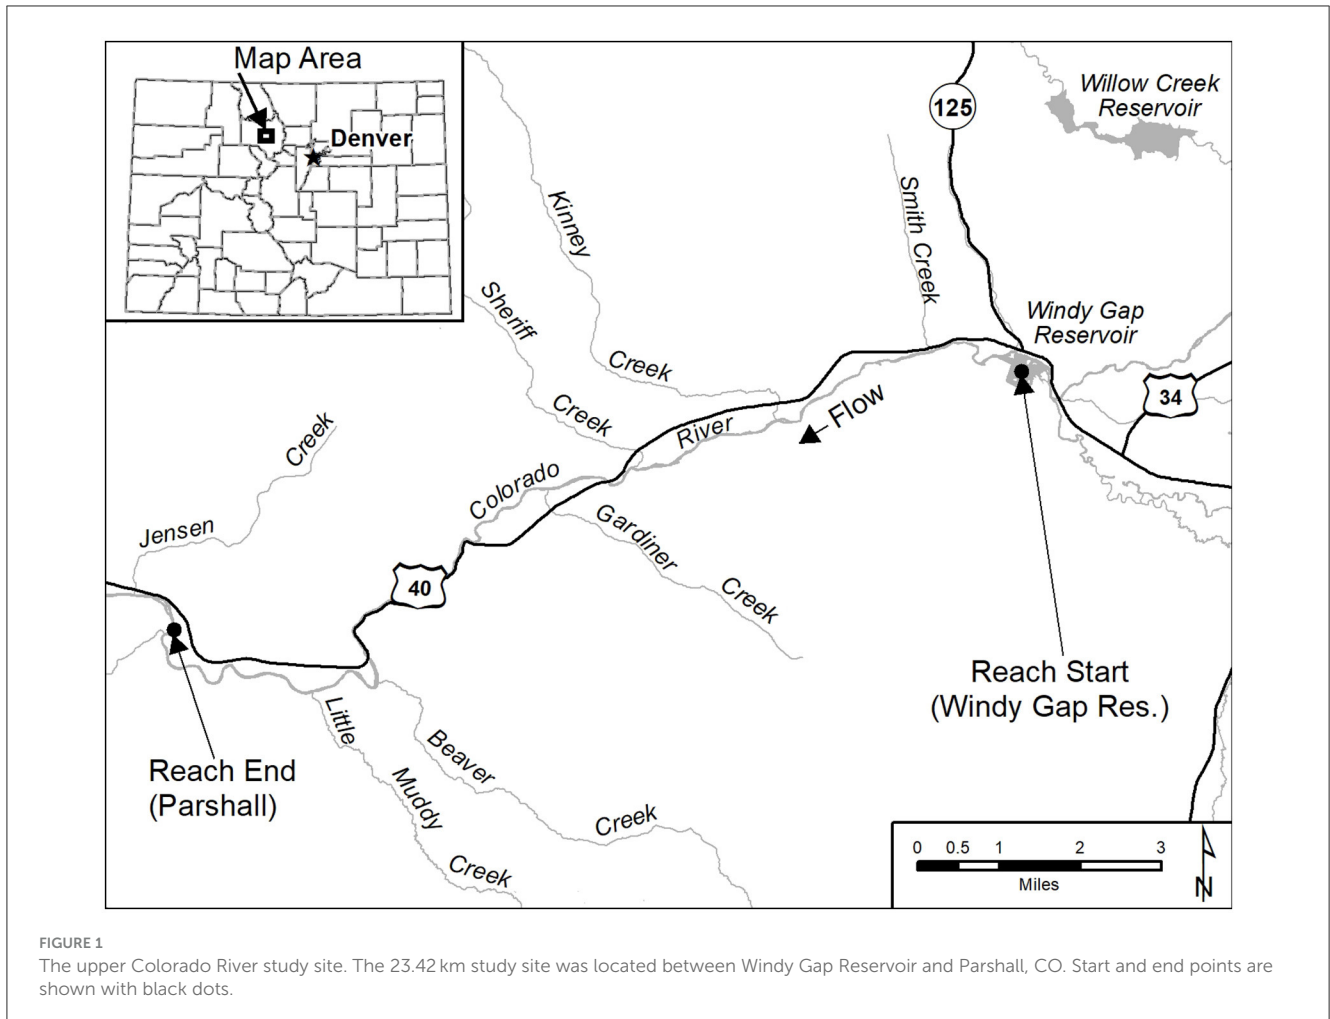 Map Area
Denver
125
Willow Creek
Reservoir
Kinney
Creek
Smith Creek
Sheriff
Creek
Windy Gap
Reservoir
34
Flow
Colorado
River
Jensen
Creek
Gardiner
Creek
40
Reach Start
(Windy Gap Res.)
Reach End
(Parshall)
Little
Muddy
Creek
Beaver
Creek
0 0.5 1 2 3
Miles
N
FIGURE 1
The upper Colorado River study site. The 23.42 km study site was located between Windy Gap Reservoir and Parshall, CO. Start and end points are
shown with black dots.